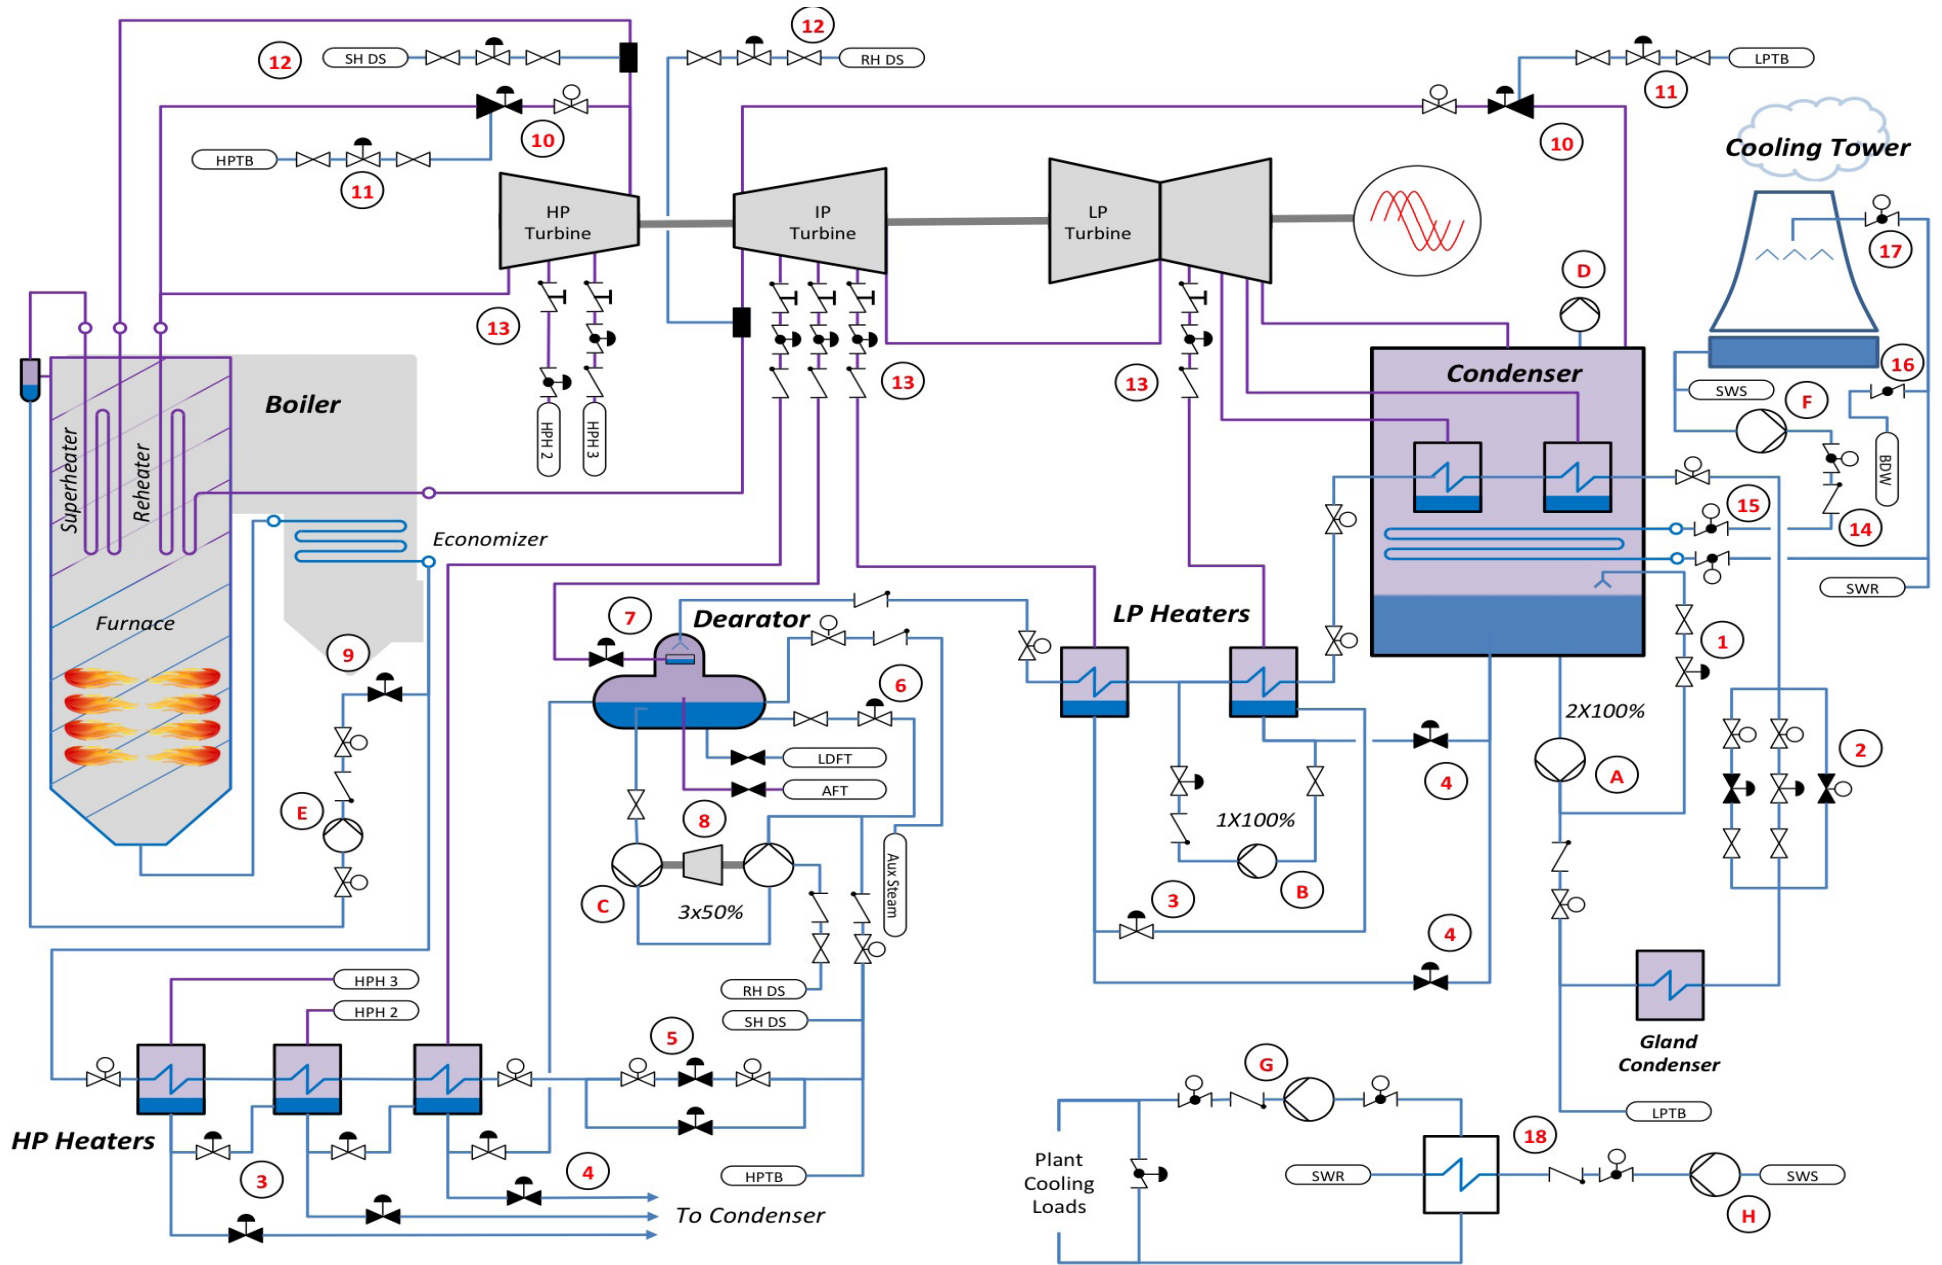 12
SH DS
12
RH DS
LPTB
11
10
10
HPTB
11
Cooling Tower
HP
Turbine
IP
Turbine
LP
Turbine
17
D
13
13
13
Condenser
16
SWS
F
BDW
Boiler
HPH 2
HPH 3
Superheater
Reheater
15
14
Economizer
SWR
Furnace
7
Dearator
LP Heaters
1
9
6
2X100%
2
LDFT
AFT
4
A
E
8
1X100%
C
3x50%
Aux Steam
B
3
4
HPH 3
RH DS
HPH 2
SH DS
5
Gland
Condenser
G
LPTB
HP Heaters
18
3
4
HPTB
Plant
Cooling
Loads
SWR
SWS
To Condenser
H